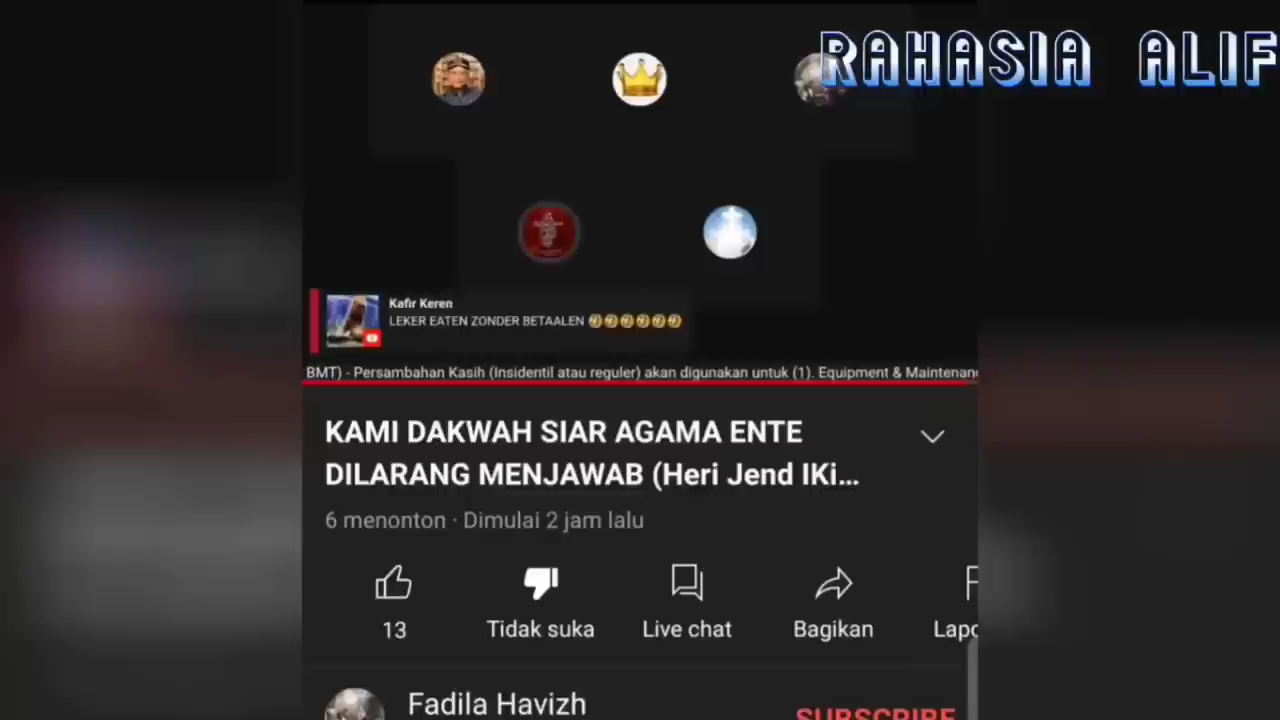 RAHASIA ALIF
Kafir Keren
LEKER EATEN ZONDER BETAALEN 🤣🤣🤣🤣🤣🤣
BMT) - Persambahan Kasih (Insidentil atau reguler) akan digunakan untuk (1). Equipment & Maintenan
KAMI DAKWAH SIAR AGAMA ENTE
DILARANG MENJAWAB (Heri Jend IKi...
6 menonton · Dimulai 2 jam lalu
13 Tidak suka Live chat Bagikan Lapo
Fadila Havizh
SUBSCRIBE